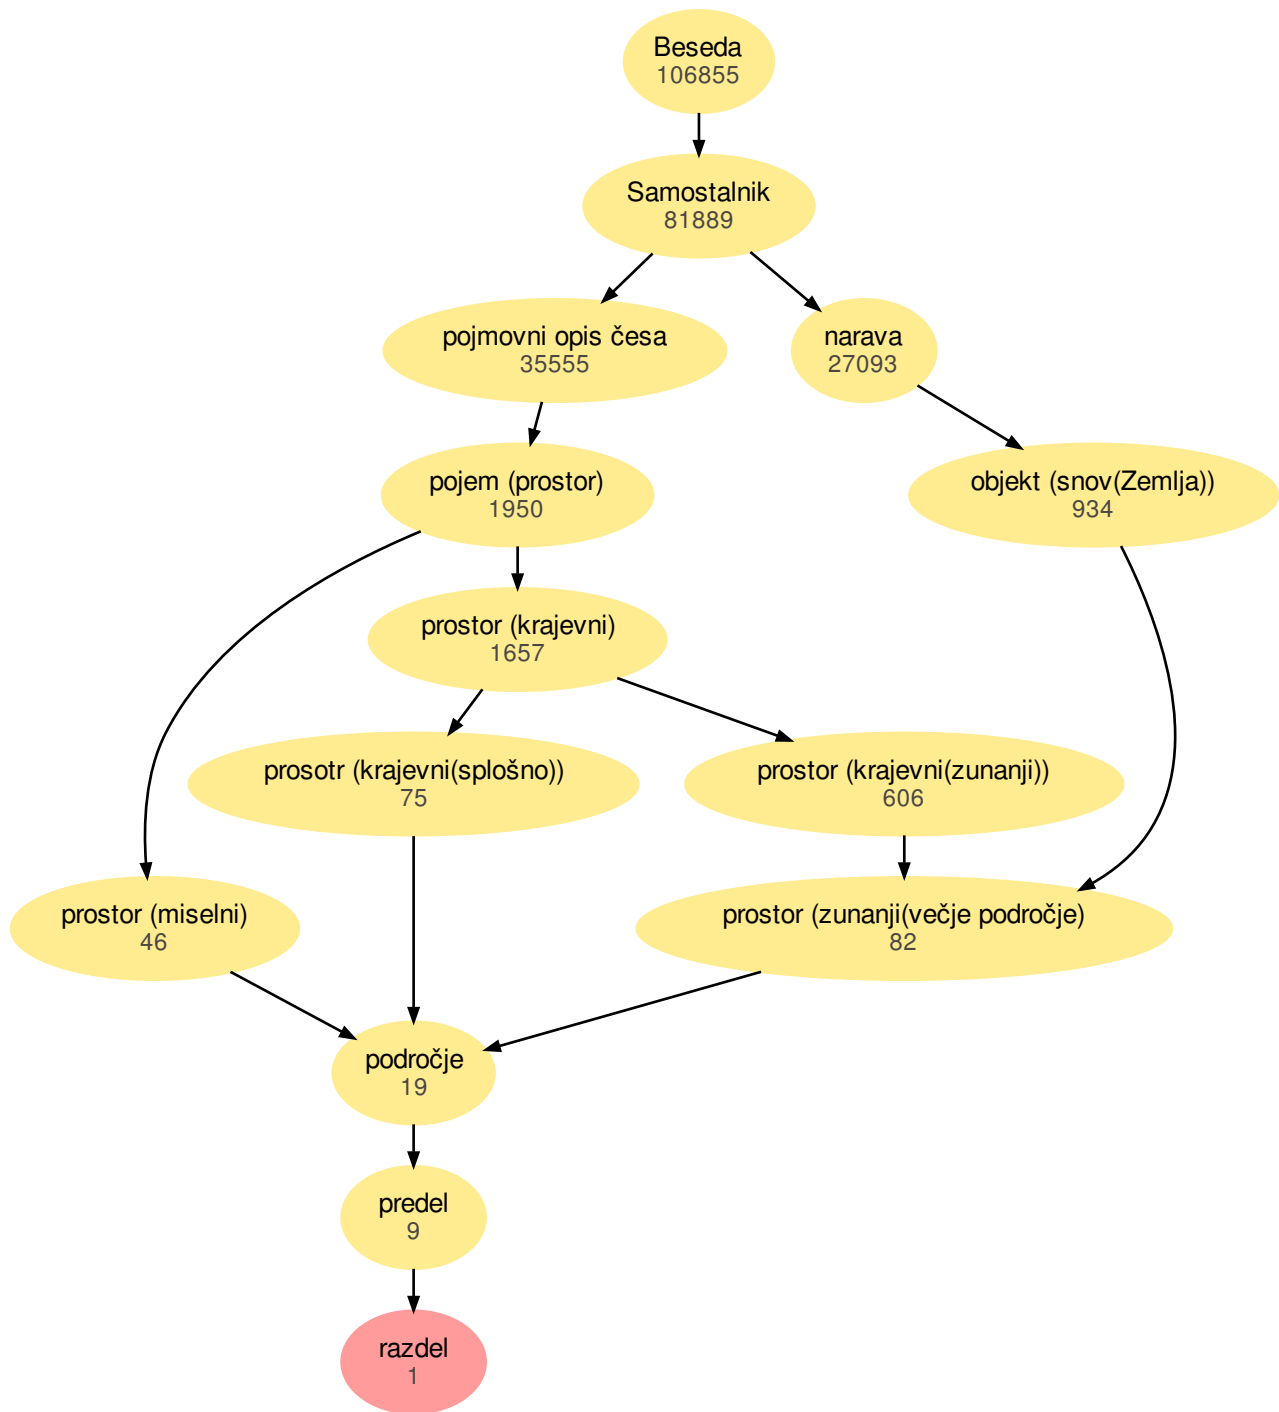 Beseda
106855
Samostalnik
81889
pojmovni opis česa
35555
narava
27093
pojem (prostor)
1950
objekt (snov(Zemlja))
934
prostor (krajevni)
1657
prosotr (krajevni(splošno))
75
prostor (krajevni(zunanji))
606
prostor (miselni)
46
prostor (zunanji(večje področje)
82
področje
19
predel
9
razdel
1